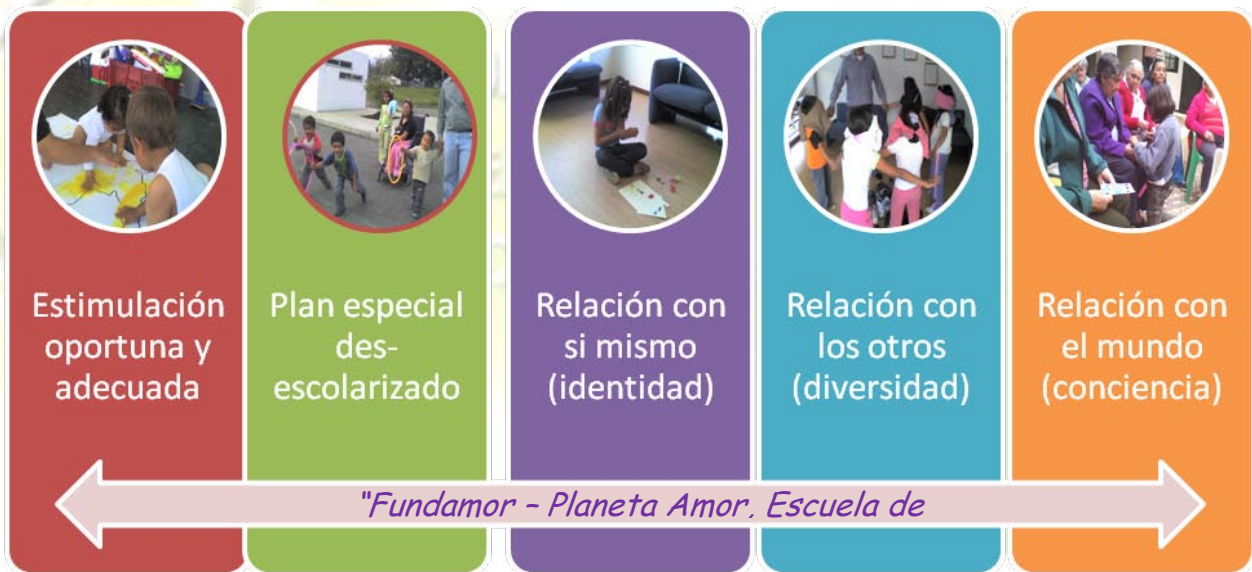 Estimulación
oportuna y
adecuada
Plan especial
des-
escolarizado
Relación con
si mismo
(identidad)
Relación con
los otros
(diversidad)
Relación con
el mundo
(conciencia)
"Fundamor – Planeta Amor. Escuela de